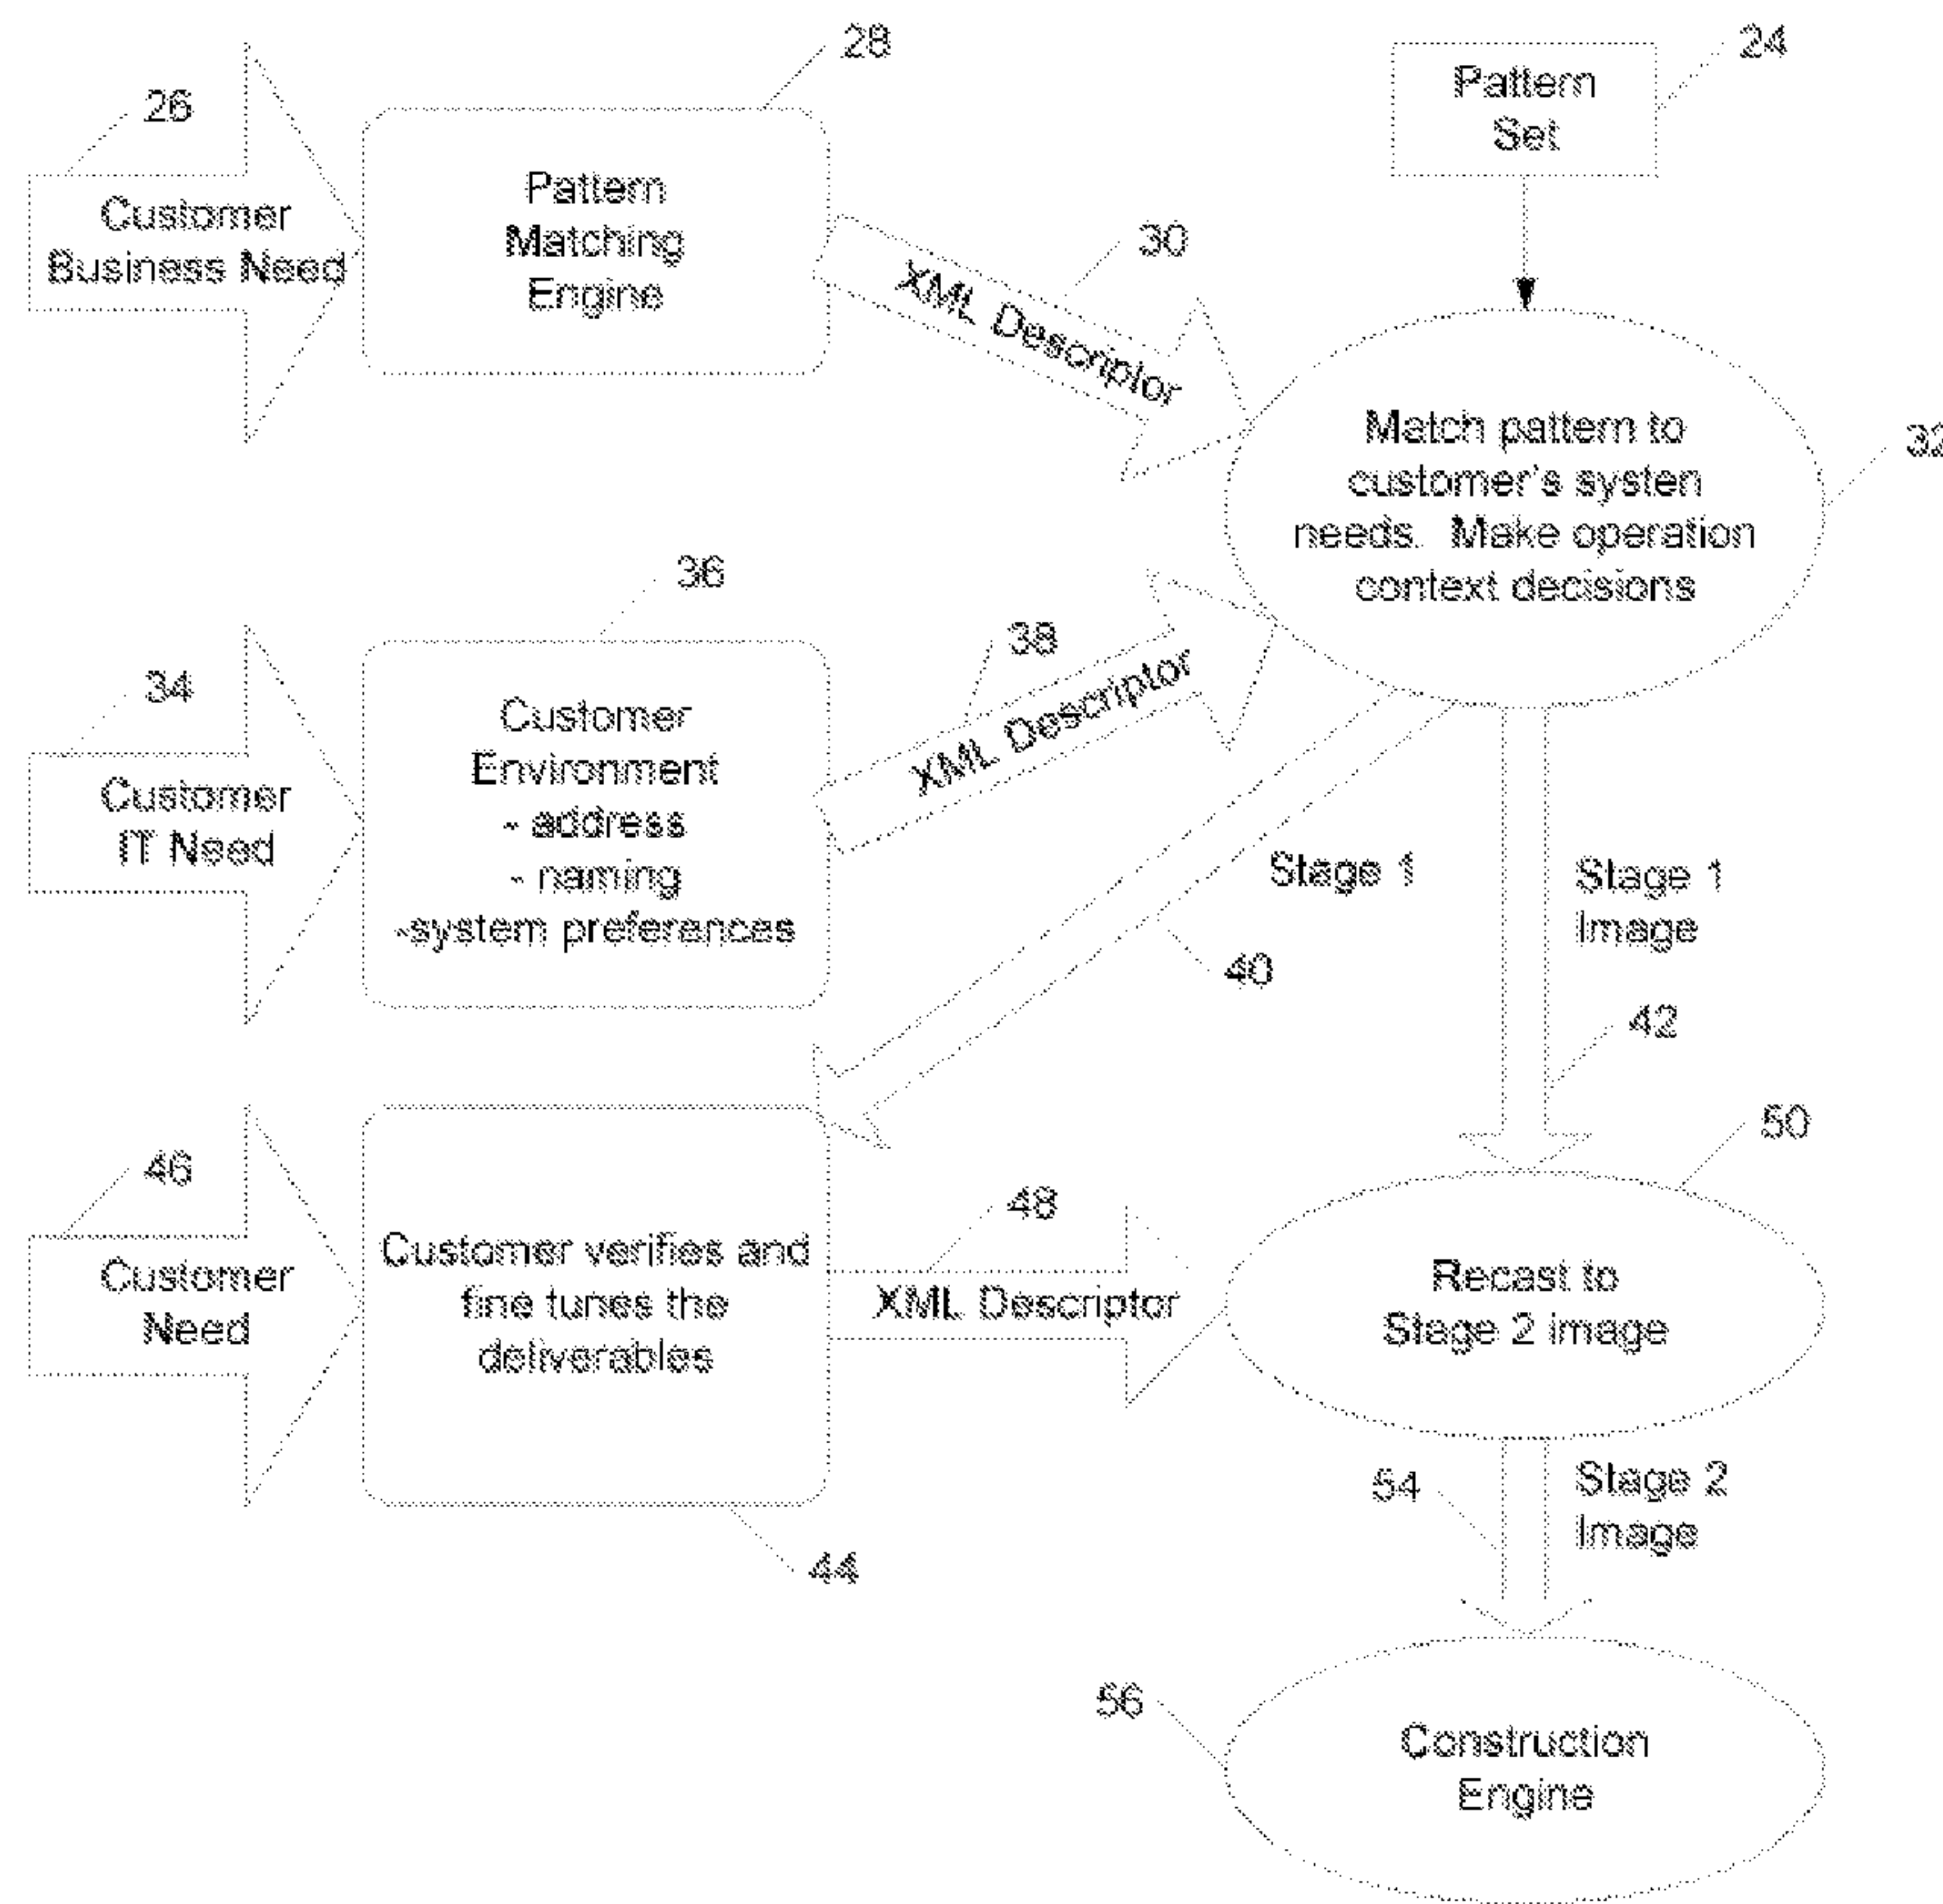 28
24
Pattern
Set
26
Customer
Business Need
Pattern
Matching
Engine
30
XML Descriptor
Match pattern to
customer's systen
needs. Make operation
context decisions
32
36
34
Customer
IT Need
Customer
Environment
- address
- naming
-system preferences
38
XML Descriptor
Stage 1
40
Stage 1
Image
42
50
46
Customer
Need
Customer verifies and
fine tunes the
deliverables
48
XML Descriptor
Recast to
Stage 2 image
44
54
Stage 2
Image
56
Construction
Engine